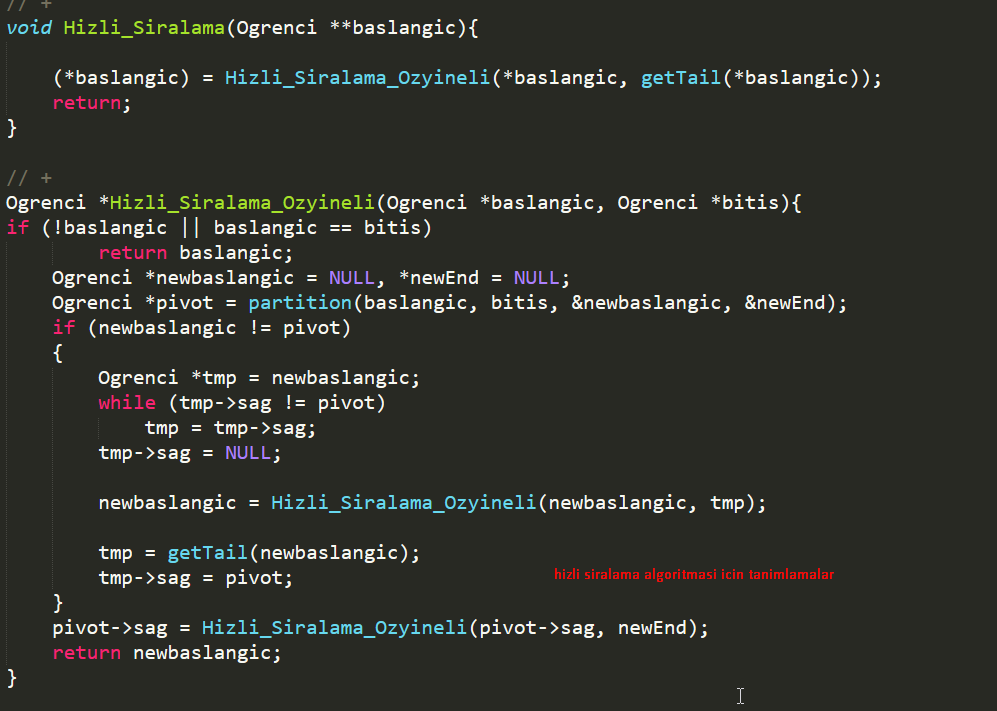 // +
void Hizli_Siralama(Ogrenci **baslangic){
(*baslangic) = Hizli_Siralama_Ozyineli(*baslangic, getTail(*baslangic));
return;
}
// +
Ogrenci *Hizli_Siralama_Ozyineli(Ogrenci *baslangic, Ogrenci *bitis){
if (!baslangic || baslangic == bitis)
return baslangic;
Ogrenci *newbaslangic = NULL, *newEnd = NULL;
Ogrenci *pivot = partition(baslangic, bitis, &newbaslangic, &newEnd);
if (newbaslangic != pivot)
{
Ogrenci *tmp = newbaslangic;
while (tmp->sag != pivot)
tmp = tmp->sag;
tmp->sag = NULL;
newbaslangic = Hizli_Siralama_Ozyineli(newbaslangic, tmp);
tmp = getTail(newbaslangic);
tmp->sag = pivot;
hizli siralama algoritmasi icin tanimlamalar
}
pivot->sag = Hizli_Siralama_Ozyineli(pivot->sag, newEnd);
return newbaslangic;
}